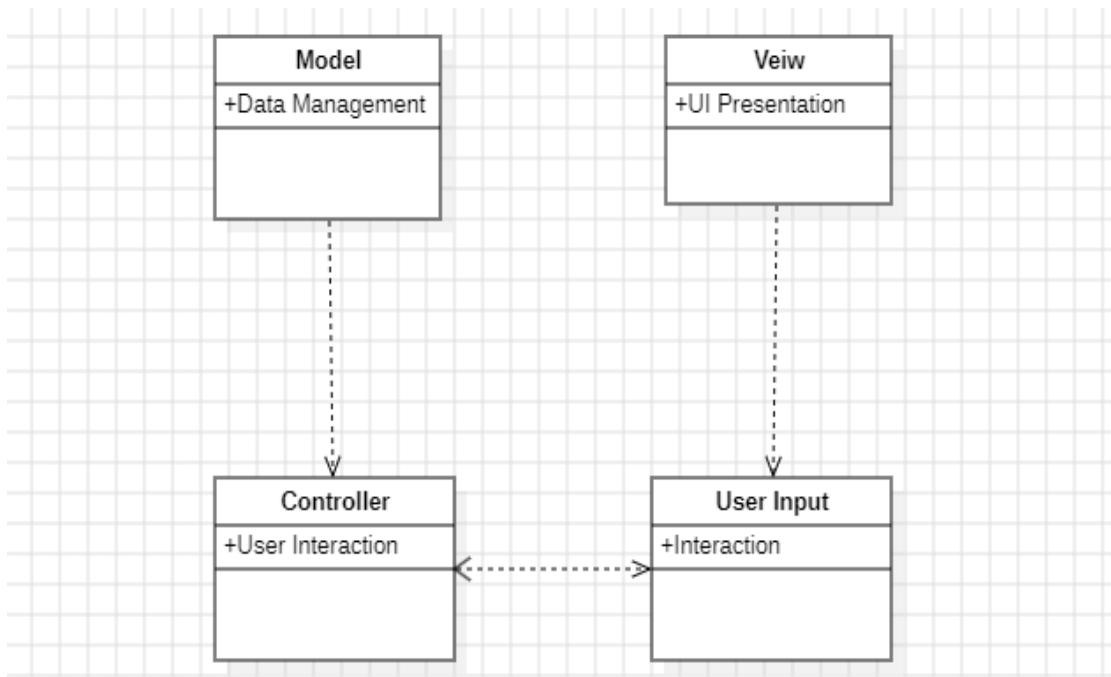 Model
+Data Management
Veiw
+UI Presentation
Controller
+User Interaction
User Input
+Interaction